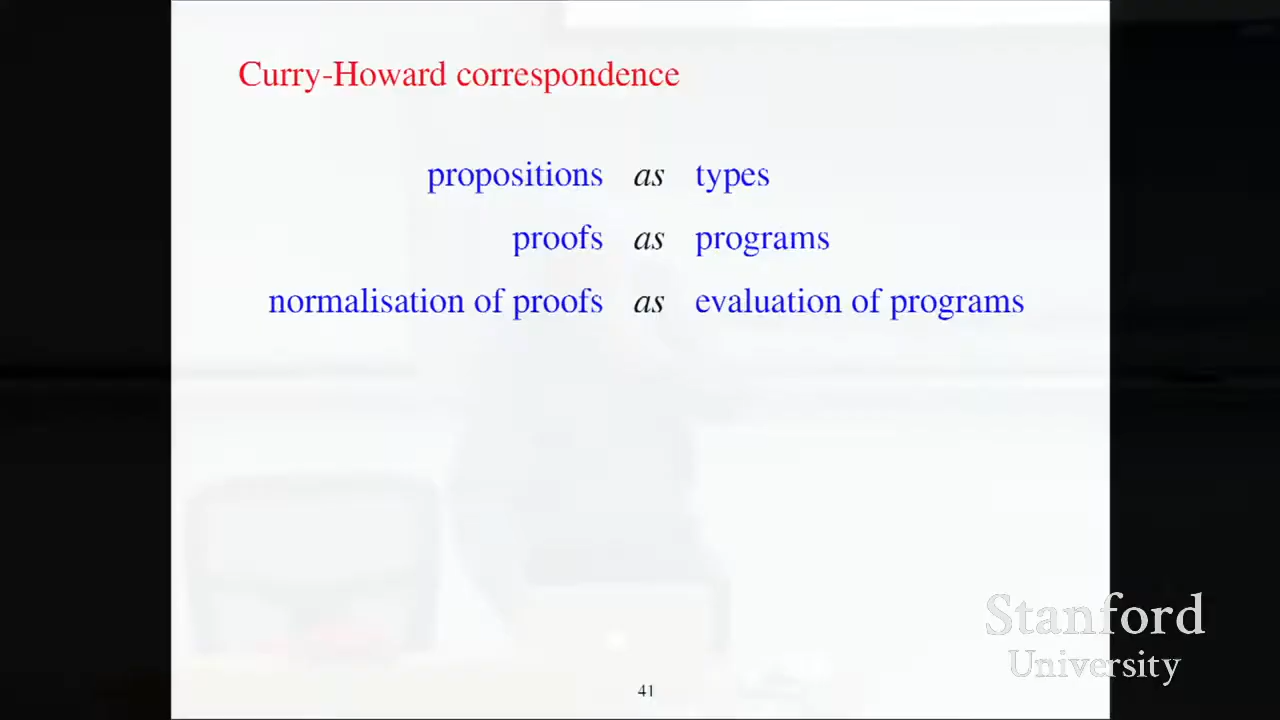 Curry-Howard correspondence
propositions as types
proofs as programs
normalisation of proofs as evaluation of programs
Stanford
University
41